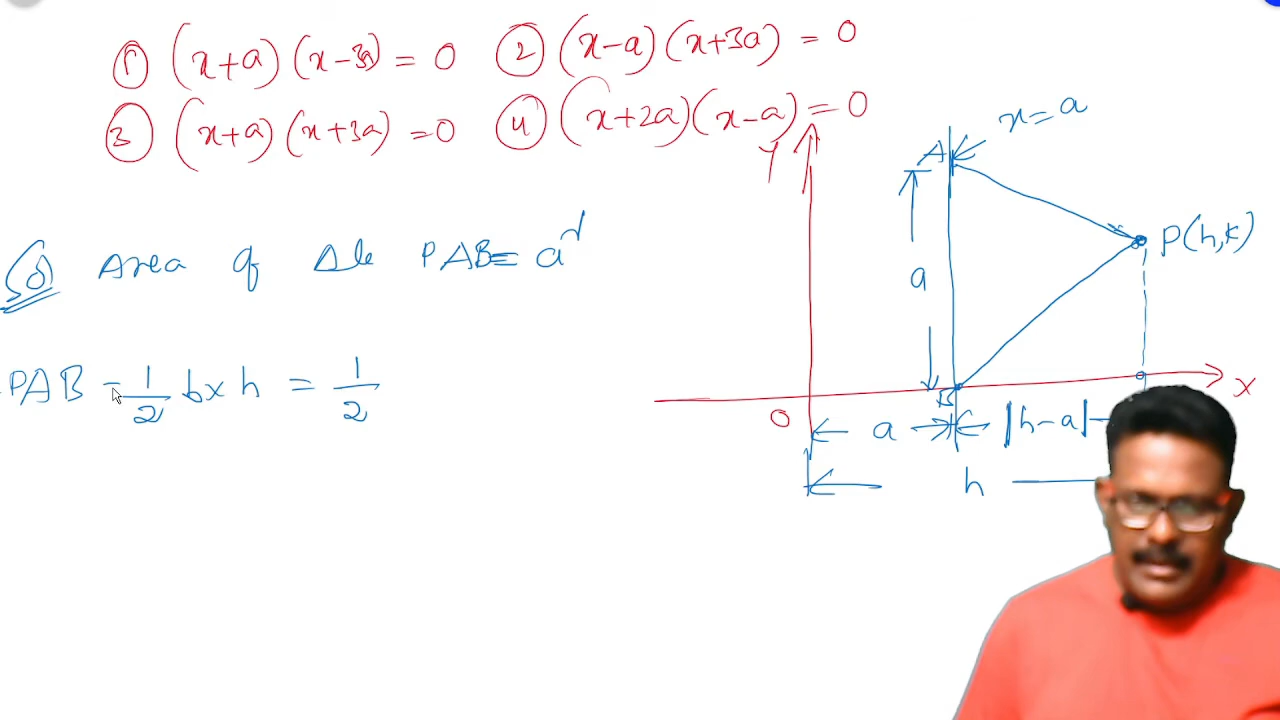 ① (x+a) (x-3a) = 0 ② (x-a) (x+3a) = 0
③ (x+a) (x+3a) = 0 ④ (x+2a) (x-a) = 0
Sol Area of Δle PAB = a²
PAB = 1/2 b x h = 1/2
x = a
Y
A
P(h,k)
a
B
X
O
a |h-a|
h